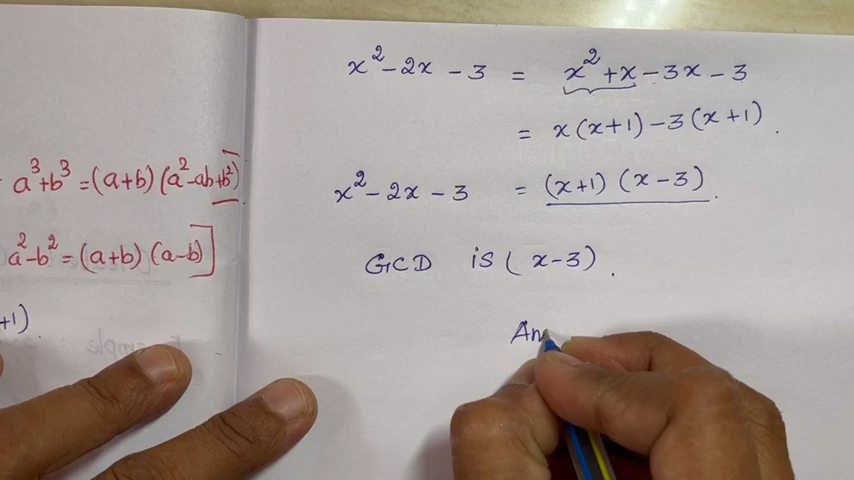 a³+b³=(a+b)(a²-ab+b²)
a²-b²=(a+b)(a-b)
+1).
x²-2x-3 = x²+x-3x-3
= x(x+1)-3(x+1).
x²-2x-3 = (x+1)(x-3).
GCD is (x-3).
An